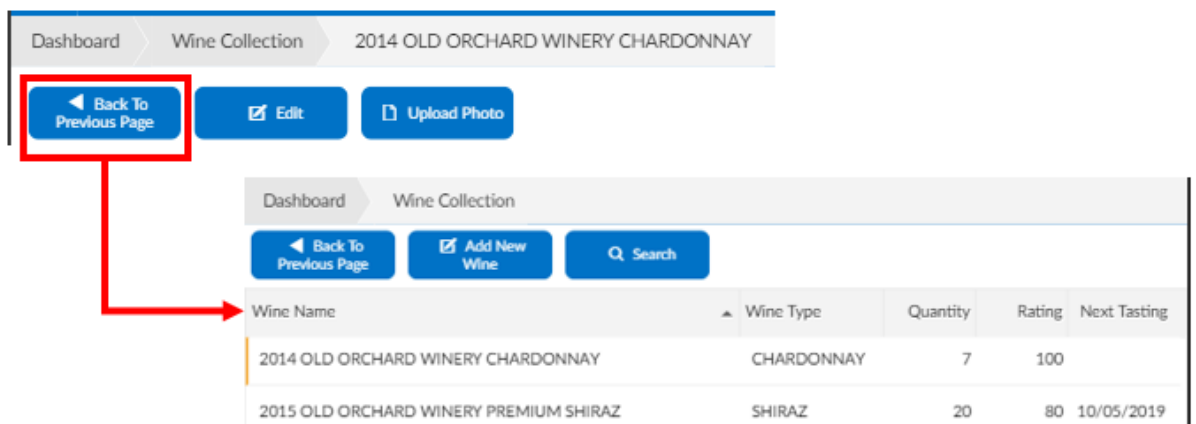 Dashboard Wine Collection 2014 OLD ORCHARD WINERY CHARDONNAY
Back To
Previous Page
Edit
Upload Photo
Dashboard Wine Collection
Back To
Previous Page
Add New
Wine
Search
Wine Name Wine Type Quantity Rating Next Tasting
2014 OLD ORCHARD WINERY CHARDONNAY CHARDONNAY 7 100
2015 OLD ORCHARD WINERY PREMIUM SHIRAZ SHIRAZ 20 80 10/05/2019